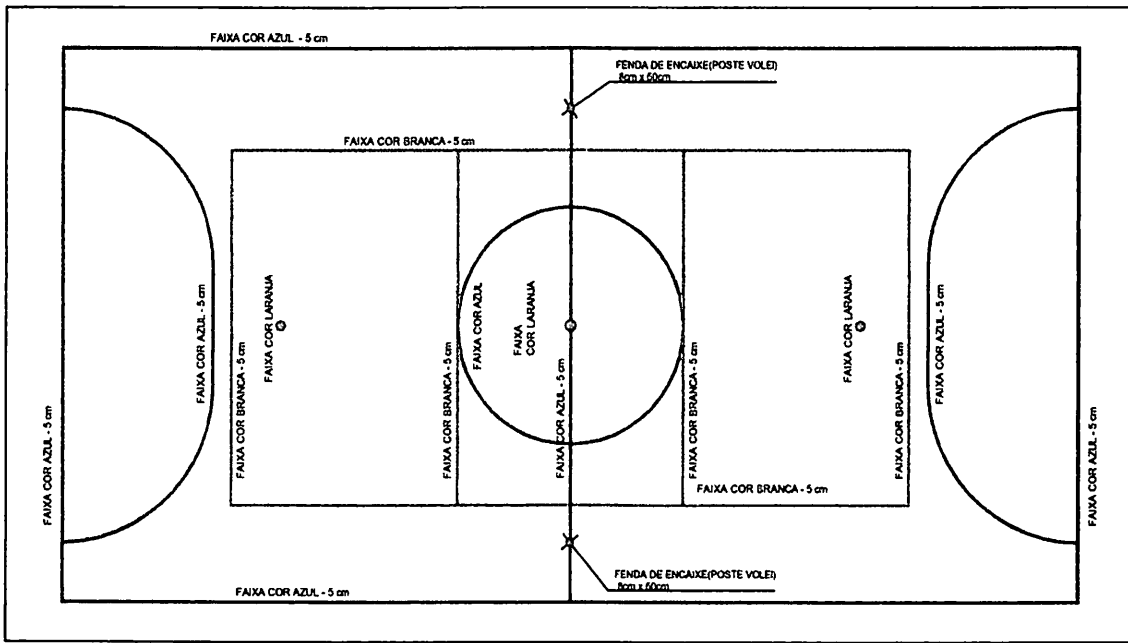 FAIXA COR AZUL - 5 cm
FENDA DE ENCAIXE(POSTE VOLEI)
8cm x 50cm
FAIXA COR BRANCA - 5 cm
FAIXA COR AZUL - 5 cm
FAIXA COR AZUL - 5 cm
FAIXA COR BRANCA - 5 cm
FAIXA COR LARANJA
FAIXA COR BRANCA - 5 cm
FAIXA COR AZUL
FAIXA
COR LARANJA
FAIXA COR AZUL - 5 cm
FAIXA COR BRANCA - 5 cm
FAIXA COR LARANJA
FAIXA COR BRANCA - 5 cm
FAIXA COR AZUL - 5 cm
FAIXA COR AZUL - 5 cm
FAIXA COR BRANCA - 5 cm
FENDA DE ENCAIXE(POSTE VOLEI)
8cm x 50cm
FAIXA COR AZUL - 5 cm